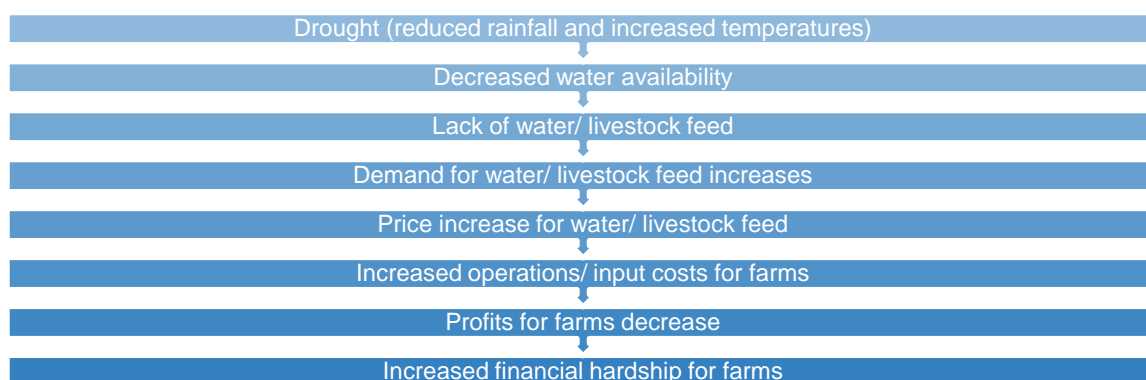 Drought (reduced rainfall and increased temperatures)
Decreased water availability
Lack of water/ livestock feed
Demand for water/ livestock feed increases
Price increase for water/ livestock feed
Increased operations/ input costs for farms
Profits for farms decrease
Increased financial hardship for farms